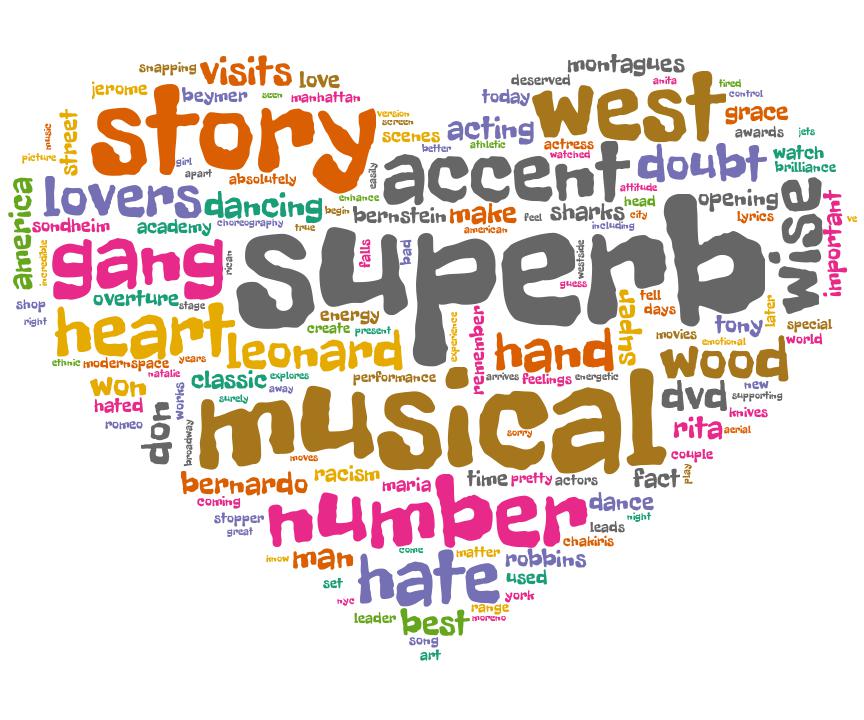 snapping visits love montagues
jerome beymer seen manhattan deserved anita tired
story today west control
street version screen grace
music scenes acting awards jets
picture girl better athletic actress doubt watch
apart easily accent watched brilliance
absolutely attitude
america lovers dancing enhance head opening wise important
sondheim academy choreography begin bernstein make feel sharks city lyrics ve
true american including
incredible gang rican falls bad superb westside
overture stage guess
shop energy experience remember super tell days later
right heart create present tony special
leonard hand movies emotional world
ethnic modernspace years wood
natalie classic explores performance arrives feelings energetic
won surely away dvd new supporting
hated works knives
romeo don musical rita aerial
broadway sorry
moves couple
bernardo racism maria time pretty actors fact play
coming number dance
stopper night
great leads
chakiris
know man come matter robbins
set hate used
nyc york
range
leader best moreno
song
art